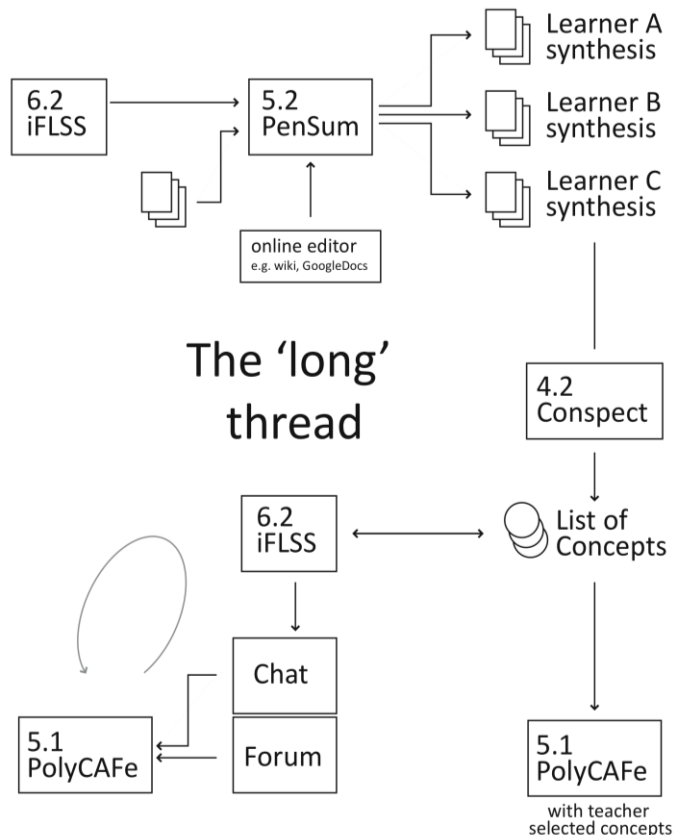 Learner A
synthesis
6.2
iFLSS
5.2
PenSum
Learner B
synthesis
Learner C
synthesis
online editor
e.g. wiki, GoogleDocs
The ‘long’
thread
4.2
Conspect
6.2
iFLSS
List of
Concepts
Chat
5.1
PolyCAFe
Forum
5.1
PolyCAFe
with teacher
selected concepts